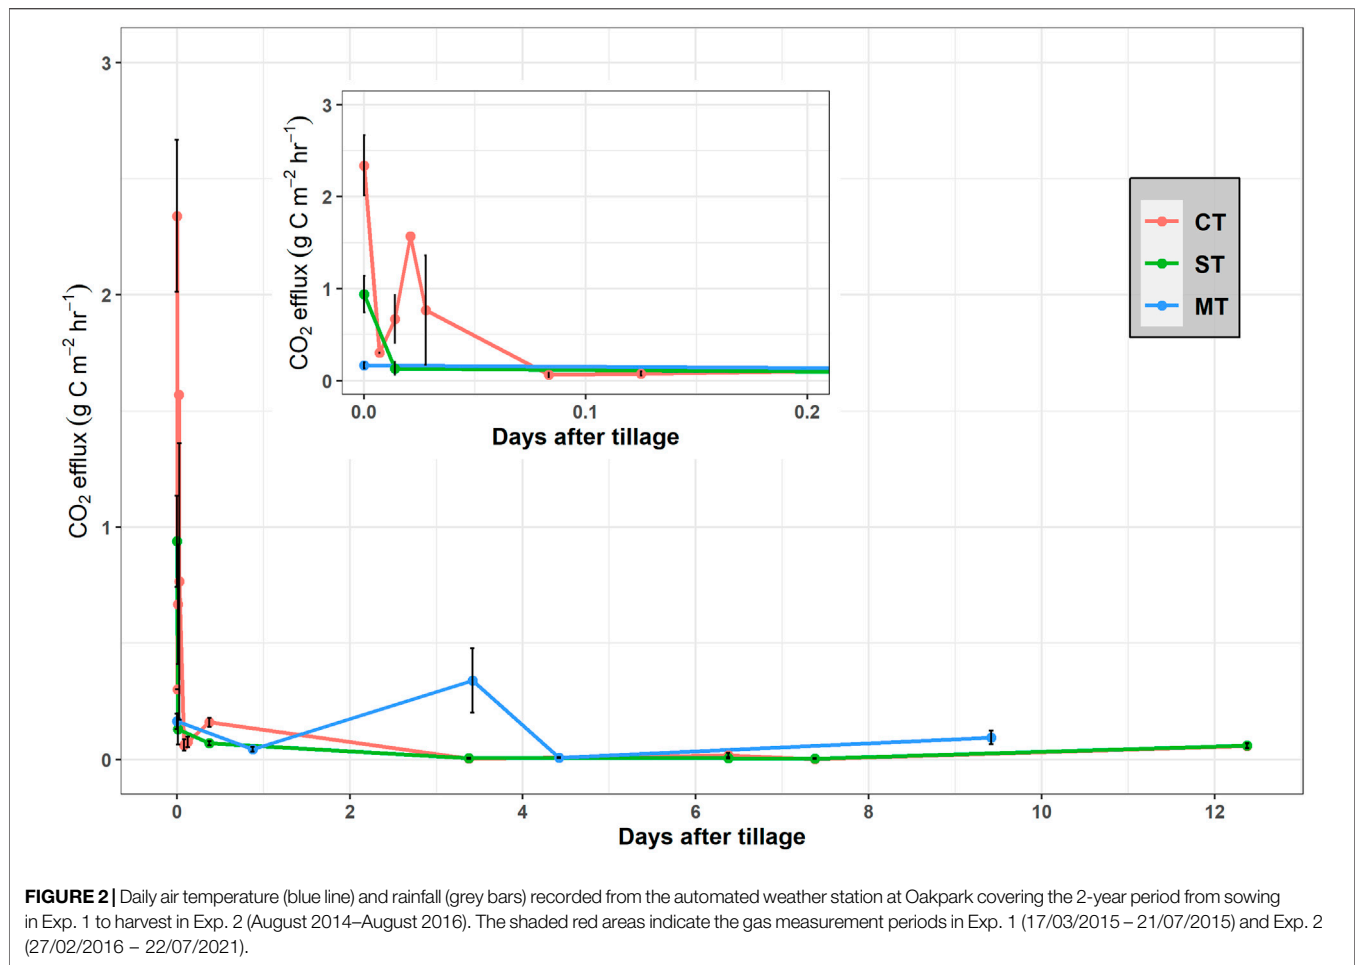 3
2
1
0
CO₂ efflux (g C m⁻² hr⁻¹)
3
2
1
0
CO₂ efflux (g C m⁻² hr⁻¹)
0.0 0.1 0.2
Days after tillage
CT
ST
MT
0 2 4 6 8 10 12
Days after tillage
FIGURE 2 | Daily air temperature (blue line) and rainfall (grey bars) recorded from the automated weather station at Oakpark covering the 2-year period from sowing
in Exp. 1 to harvest in Exp. 2 (August 2014–August 2016). The shaded red areas indicate the gas measurement periods in Exp. 1 (17/03/2015 – 21/07/2015) and Exp. 2
(27/02/2016 – 22/07/2021).